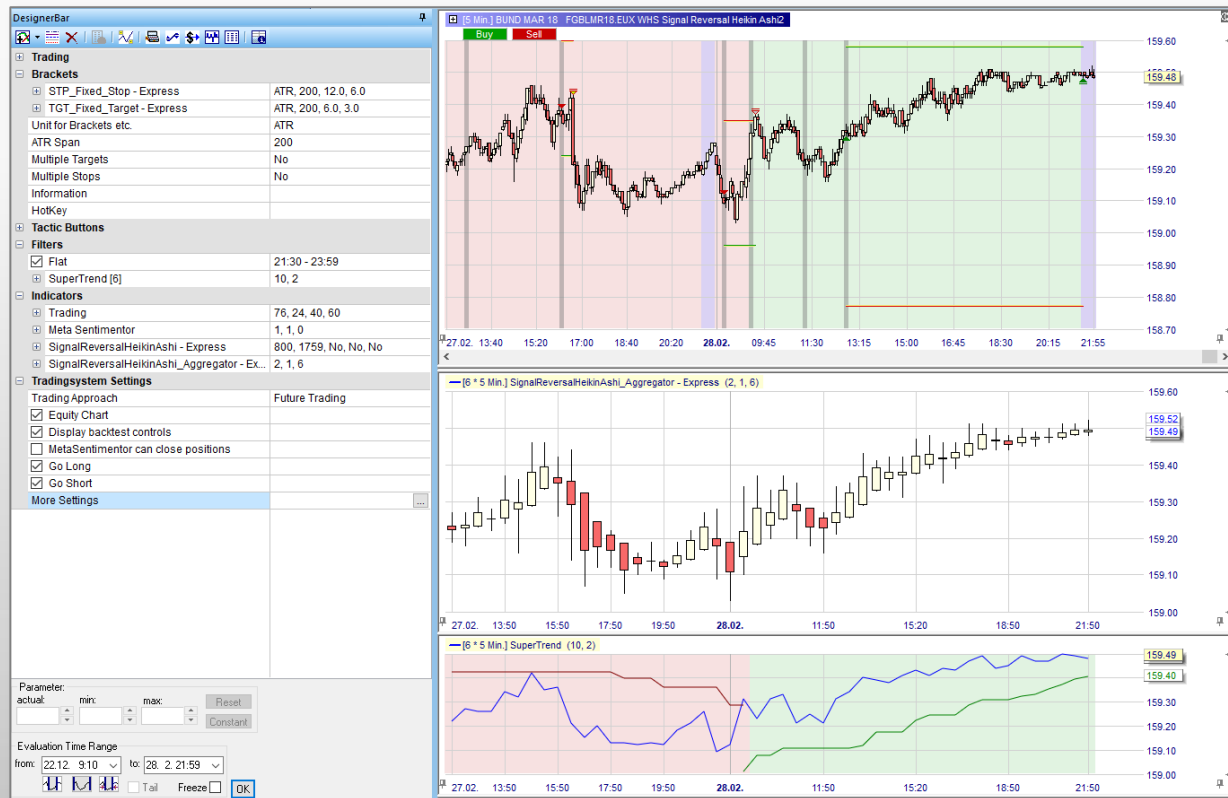 DesignerBar
Trading
Brackets
STP_Fixed_Stop - Express ATR, 200, 12.0, 6.0
TGT_Fixed_Target - Express ATR, 200, 6.0, 3.0
Unit for Brackets etc. ATR
ATR Span 200
Multiple Targets No
Multiple Stops No
Information
HotKey
Tactic Buttons
Filters
Flat 21:30 - 23:59
SuperTrend [6] 10, 2
Indicators
Trading 76, 24, 40, 60
Meta Sentimentor 1, 1, 0
SignalReversalHeikinAshi - Express 800, 1759, No, No, No
SignalReversalHeikinAshi_Aggregator - Ex... 2, 1, 6
Tradingsystem Settings
Trading Approach Future Trading
Equity Chart
Display backtest controls
MetaSentimentor can close positions
Go Long
Go Short
More Settings ...
Parameter:
actual: min: max: Reset
Constant
Evaluation Time Range
from: 22.12. 9:10 to: 28. 2. 21:59
Tail Freeze OK
[5 Min.] BUND MAR 18 FGBLMR18.EUX WHS Signal Reversal Heikin Ashi2
Buy Sell
159.60
159.50
159.48
159.40
159.30
159.20
159.10
159.00
158.90
158.80
158.70
27.02. 13:40 15:20 17:00 18:40 20:20 28.02. 09:45 11:30 13:15 15:00 16:45 18:30 20:15 21:55
[6 * 5 Min.] SignalReversalHeikinAshi_Aggregator - Express (2, 1, 6)
159.60
159.52
159.49
159.40
159.30
159.20
159.10
159.00
27.02. 13:50 15:50 17:50 19:50 28.02. 11:50 15:20 18:50 21:50
[6 * 5 Min.] SuperTrend (10, 2)
159.49
159.40
159.30
159.20
159.10
159.00
27.02. 13:50 15:50 17:50 19:50 28.02. 11:50 15:20 18:50 21:50